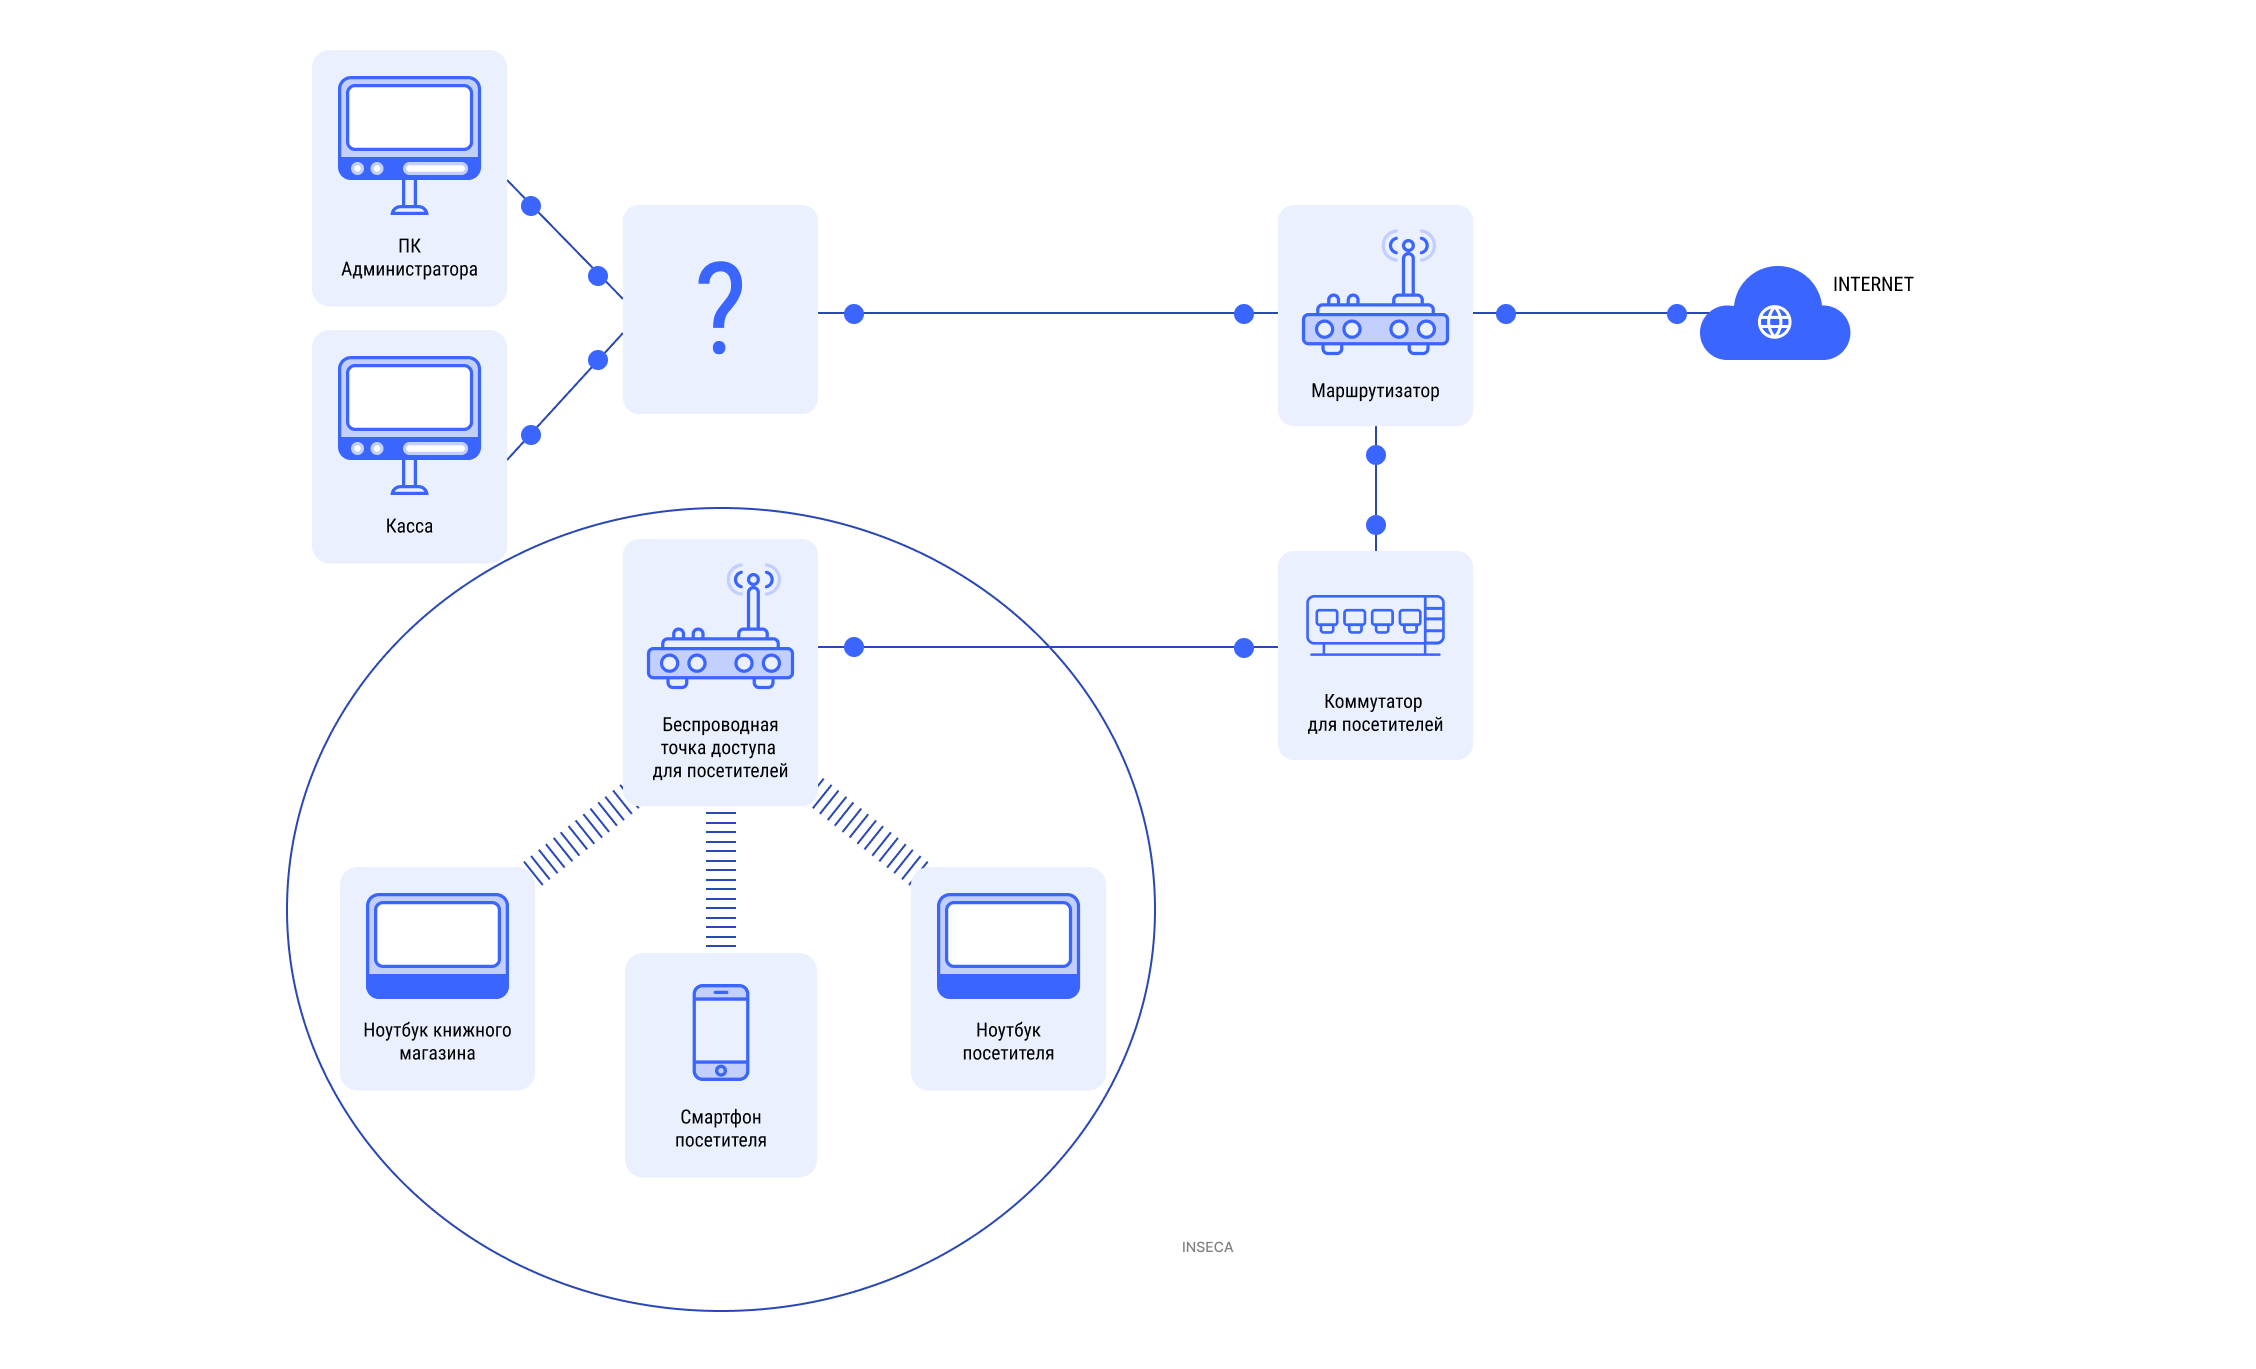 ПК
Администратора
?
Маршрутизатор
INTERNET
Касса
Беспроводная
точка доступа
для посетителей
Коммутатор
для посетителей
Ноутбук книжного
магазина
Смартфон
посетителя
Ноутбук
посетителя
INSECA